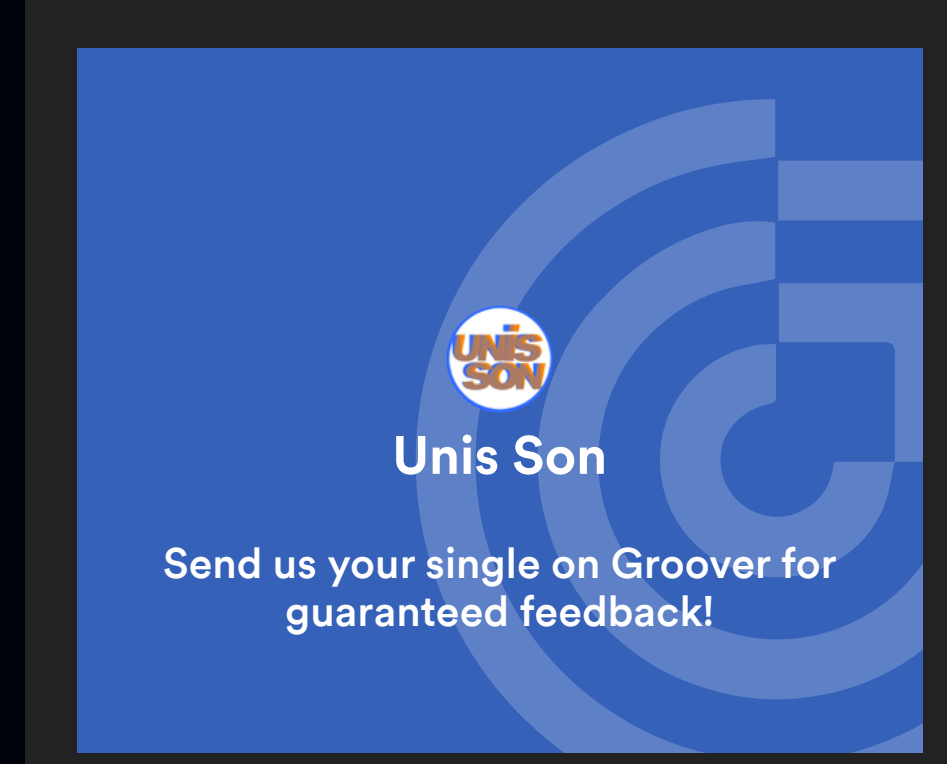 UNIS
SON
Unis Son
Send us your single on Groover for
guaranteed feedback!